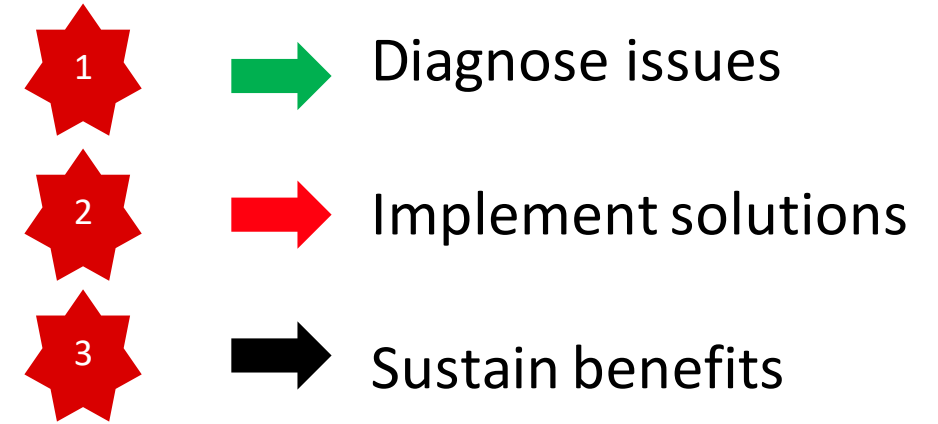 1 Diagnose issues
2 Implement solutions
3 Sustain benefits